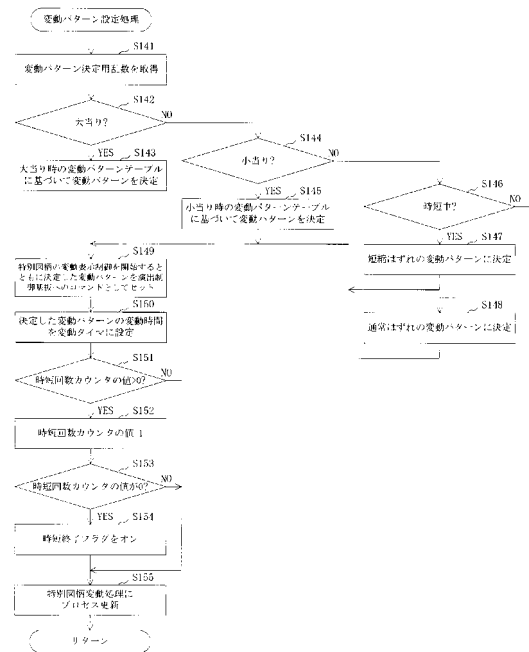 変動パターン設定処理
S141
変動パターン決定用乱数を取得
S142
大当り?
NO
YES
S143
大当り時の変動パターンテーブル
に基づいて変動パターンを決定
S144
小当り?
NO
YES
S145
小当り時の変動パターンテーブル
に基づいて変動パターンを決定
S146
時短中?
NO
YES
S147
短縮はずれの変動パターンに決定
S148
通常はずれの変動パターンに決定
S149
特別図柄の変動表示制御を開始すると
ともに決定した変動パターンを演出制
御基板へのコマンドとしてセット
S150
決定した変動パターンの変動時間
を変動タイマに設定
S151
時短回数カウンタの値>0?
NO
YES
S152
時短回数カウンタの値
S153
時短回数カウンタの値が0?
NO
YES
S154
時短終了フラグをオン
S155
特別図柄変動処理に
プロセス更新
リターン